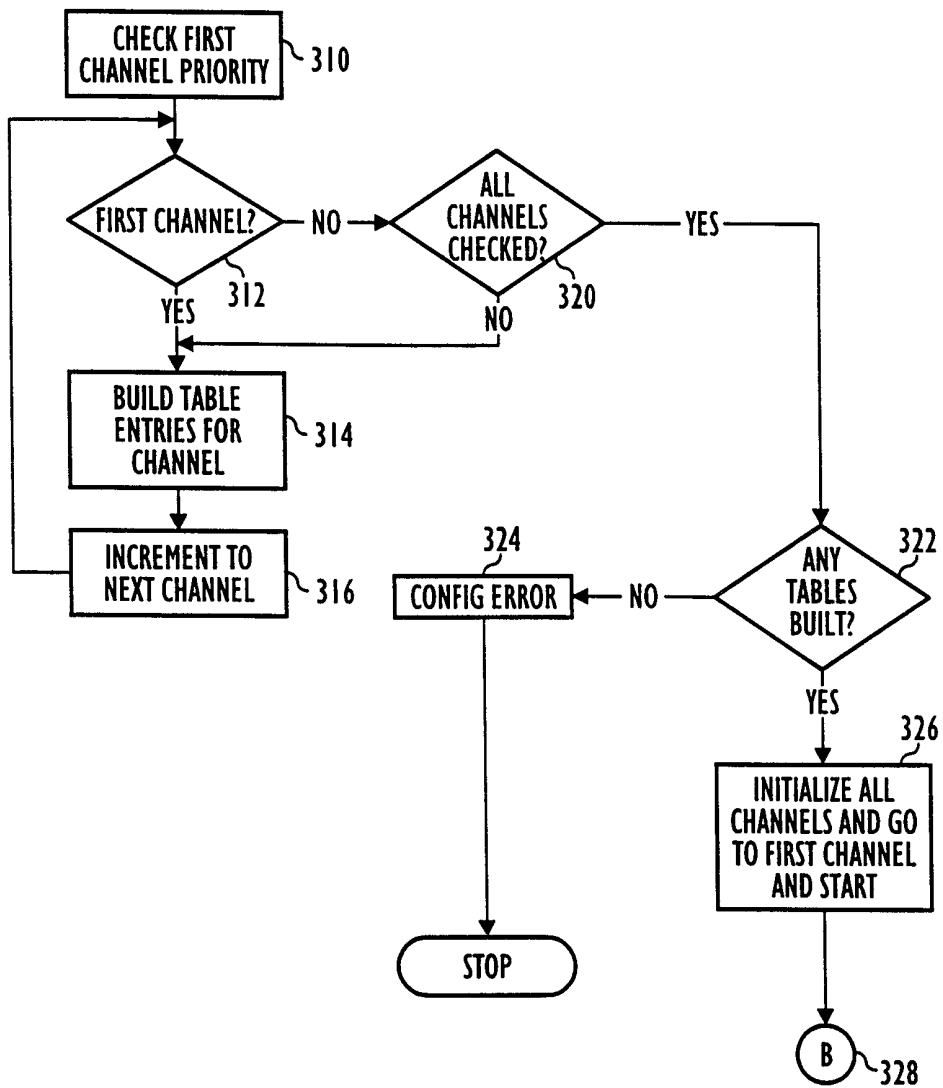 CHECK FIRST
CHANNEL PRIORITY
310
FIRST CHANNEL?
312
NO
ALL
CHANNELS
CHECKED?
320
YES
YES
NO
BUILD TABLE
ENTRIES FOR
CHANNEL
314
INCREMENT TO
NEXT CHANNEL
316
324
CONFIG ERROR
NO
ANY
TABLES
BUILT?
322
YES
326
INITIALIZE ALL
CHANNELS AND GO
TO FIRST CHANNEL
AND START
STOP
B
328